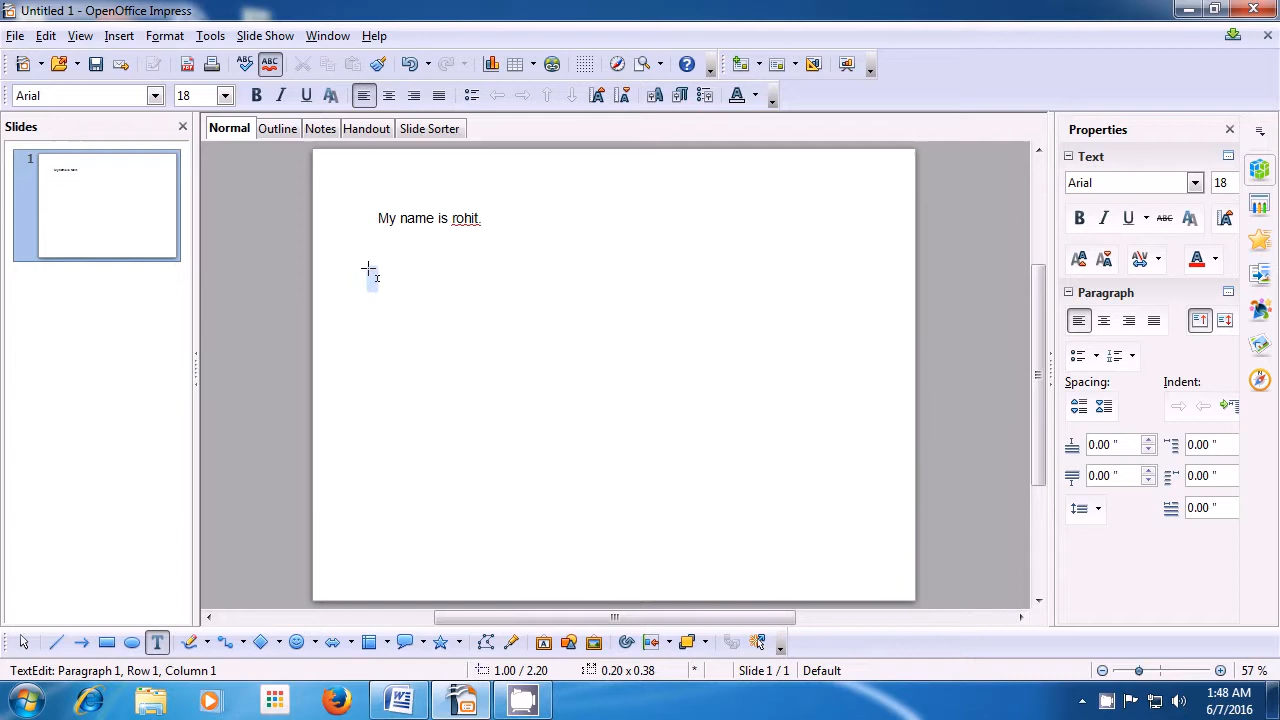 Untitled 1 - OpenOffice Impress
File Edit View Insert Format Tools Slide Show Window Help
Arial 18
Slides
Normal Outline Notes Handout Slide Sorter
Properties
1
Text
Arial 18
My name is rohit.
Paragraph
Spacing: Indent:
0.00 " 0.00 "
0.00 " 0.00 "
0.00 "
TextEdit: Paragraph 1, Row 1, Column 1 1.00 / 2.20 0.20 x 0.38 * Slide 1 / 1 Default 57 %
1:48 AM
6/7/2016